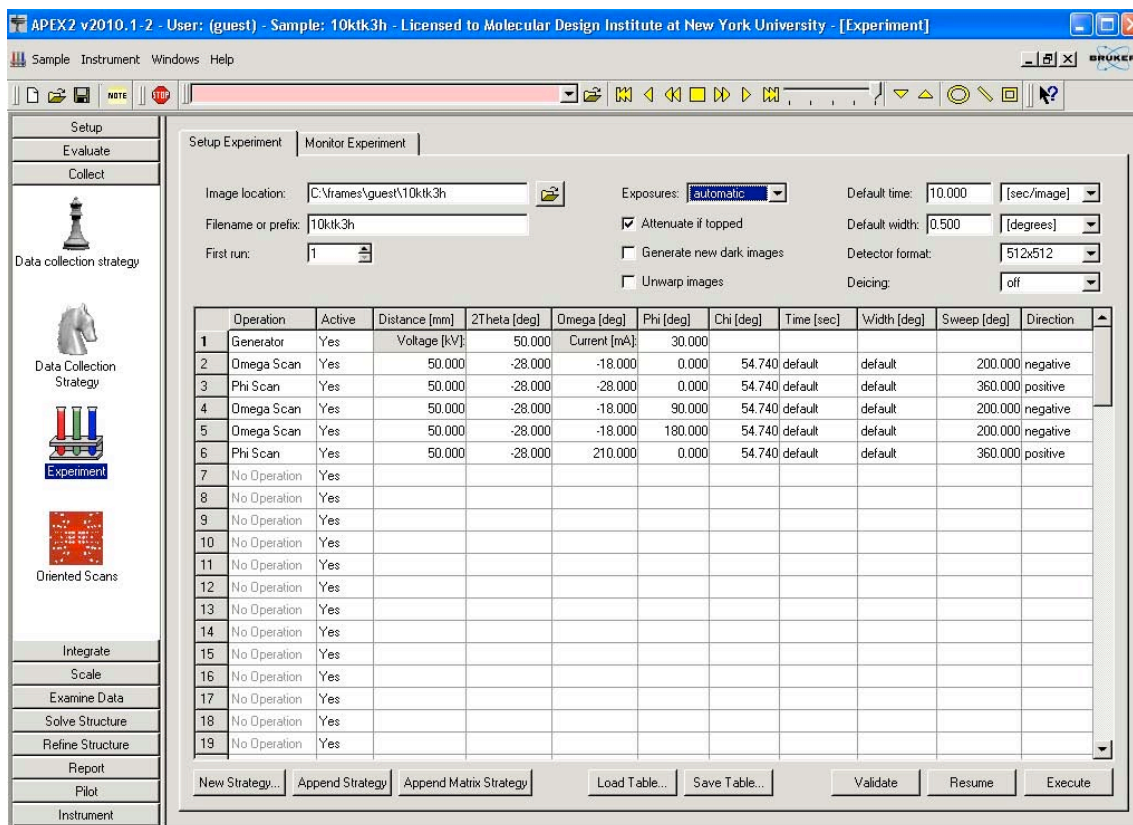 APEX2 v2010.1-2 - User: (guest) - Sample: 10ktk3h - Licensed to Molecular Design Institute at New York University - [Experiment]
Sample Instrument Windows Help
BRUKER
NOTE STOP
Setup
Evaluate
Collect
Data collection strategy
Data Collection
Strategy
Experiment
Oriented Scans
Integrate
Scale
Examine Data
Solve Structure
Refine Structure
Report
Pilot
Instrument
Setup Experiment Monitor Experiment
Image location: C:\frames\guest\10ktk3h Exposures: automatic Default time: 10.000 [sec/image]
Filename or prefix: 10ktk3h Attenuate if topped Default width: 0.500 [degrees]
First run: 1 Generate new dark images Detector format: 512x512
Unwarp images Deicing: off
Operation Active Distance [mm] 2Theta [deg] Omega [deg] Phi [deg] Chi [deg] Time [sec] Width [deg] Sweep [deg] Direction
1 Generator Yes Voltage [kV]: 50.000 Current [mA]: 30.000
2 Omega Scan Yes 50.000 -28.000 -18.000 0.000 54.740 default default 200.000 negative
3 Phi Scan Yes 50.000 -28.000 -28.000 0.000 54.740 default default 360.000 positive
4 Omega Scan Yes 50.000 -28.000 -18.000 90.000 54.740 default default 200.000 negative
5 Omega Scan Yes 50.000 -28.000 -18.000 180.000 54.740 default default 200.000 negative
6 Phi Scan Yes 50.000 -28.000 210.000 0.000 54.740 default default 360.000 positive
7 No Operation Yes
8 No Operation Yes
9 No Operation Yes
10 No Operation Yes
11 No Operation Yes
12 No Operation Yes
13 No Operation Yes
14 No Operation Yes
15 No Operation Yes
16 No Operation Yes
17 No Operation Yes
18 No Operation Yes
19 No Operation Yes
New Strategy... Append Strategy Append Matrix Strategy Load Table... Save Table... Validate Resume Execute